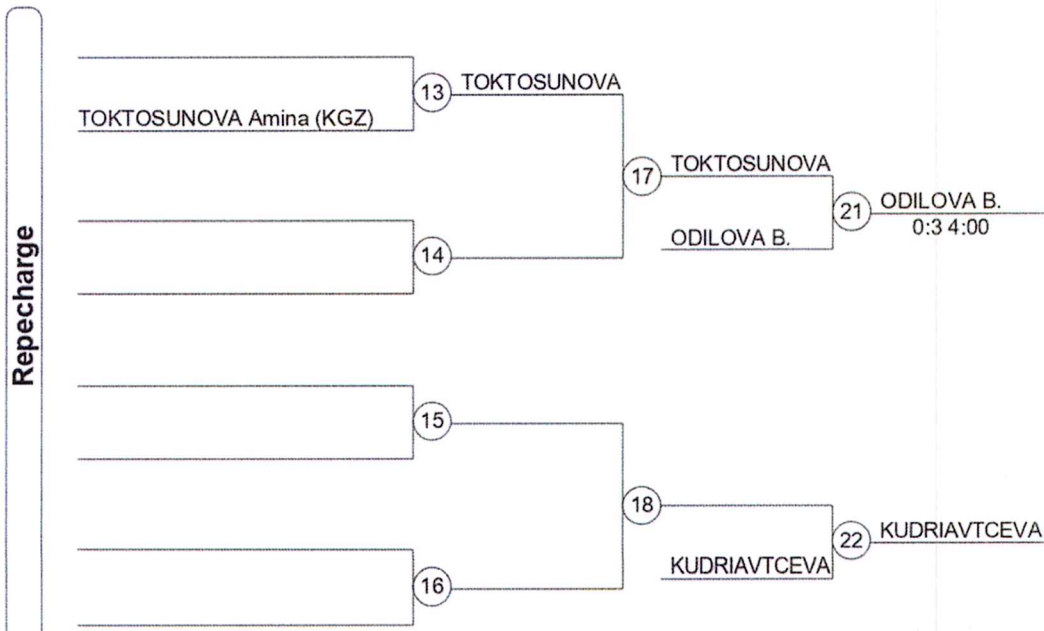 Repechage
13 TOKTOSUNOVA
TOKTOSUNOVA Amina (KGZ)
17 TOKTOSUNOVA
21 ODILOVA B.
0:3 4:00
ODILOVA B.
14
15
18
22 KUDRIAVTCEVA
KUDRIAVTCEVA
16